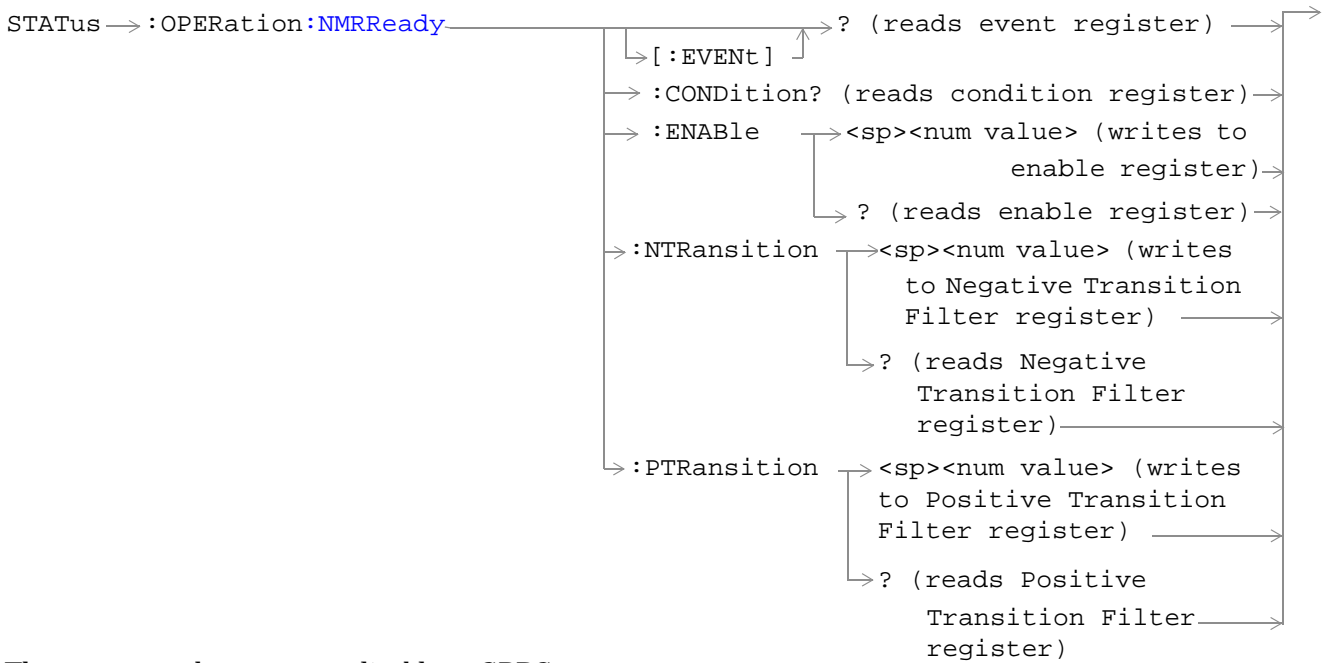 STATus :OPERation:NMRReady ? (reads event register)
[:EVENt]
:CONDition? (reads condition register)
:ENABle <sp><num value> (writes to
enable register)
? (reads enable register)
:NTRansition <sp><num value> (writes
to Negative Transition
Filter register)
? (reads Negative
Transition Filter
register)
:PTRansition <sp><num value> (writes
to Positive Transition
Filter register)
? (reads Positive
Transition Filter
register)